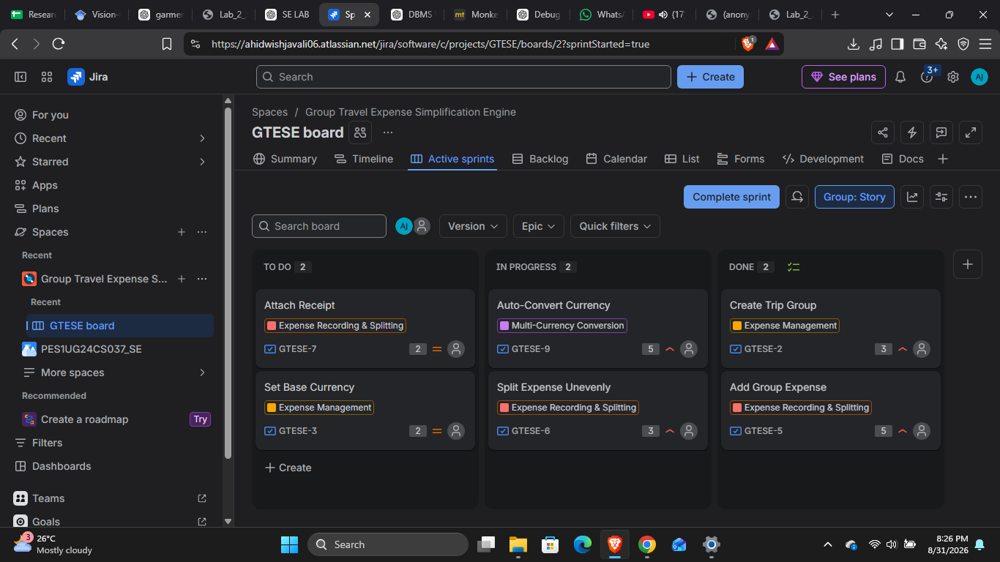 Researc
Vision-
garmer
Lab_2_
SE LAB
Sp
DBMS
Monke
Debug
WhatsA
(17
(anony
Lab_2_
https://ahidwishjavali06.atlassian.net/jira/software/c/projects/GTESE/boards/2?sprintStarted=true
1
Jira
Search
Create
See plans
3+
AJ
For you
Recent
Starred
Apps
Plans
Spaces
Recent
Group Travel Expense S...
Recent
GTESE board
PES1UG24CS037_SE
More spaces
Recommended
Create a roadmap
Try
Filters
Dashboards
Teams
Goals
Spaces / Group Travel Expense Simplification Engine
GTESE board
Summary
Timeline
Active sprints
Backlog
Calendar
List
Forms
Development
Docs
Complete sprint
Group: Story
Search board
AJ
Version
Epic
Quick filters
TO DO 2
Attach Receipt
Expense Recording & Splitting
GTESE-7
2
Set Base Currency
Expense Management
GTESE-3
2
Create
IN PROGRESS 2
Auto-Convert Currency
Multi-Currency Conversion
GTESE-9
5
Split Expense Unevenly
Expense Recording & Splitting
GTESE-6
3
DONE 2
Create Trip Group
Expense Management
GTESE-2
3
Add Group Expense
Expense Recording & Splitting
GTESE-5
5
3
26°C
Mostly cloudy
Search
8:26 PM
8/31/2026